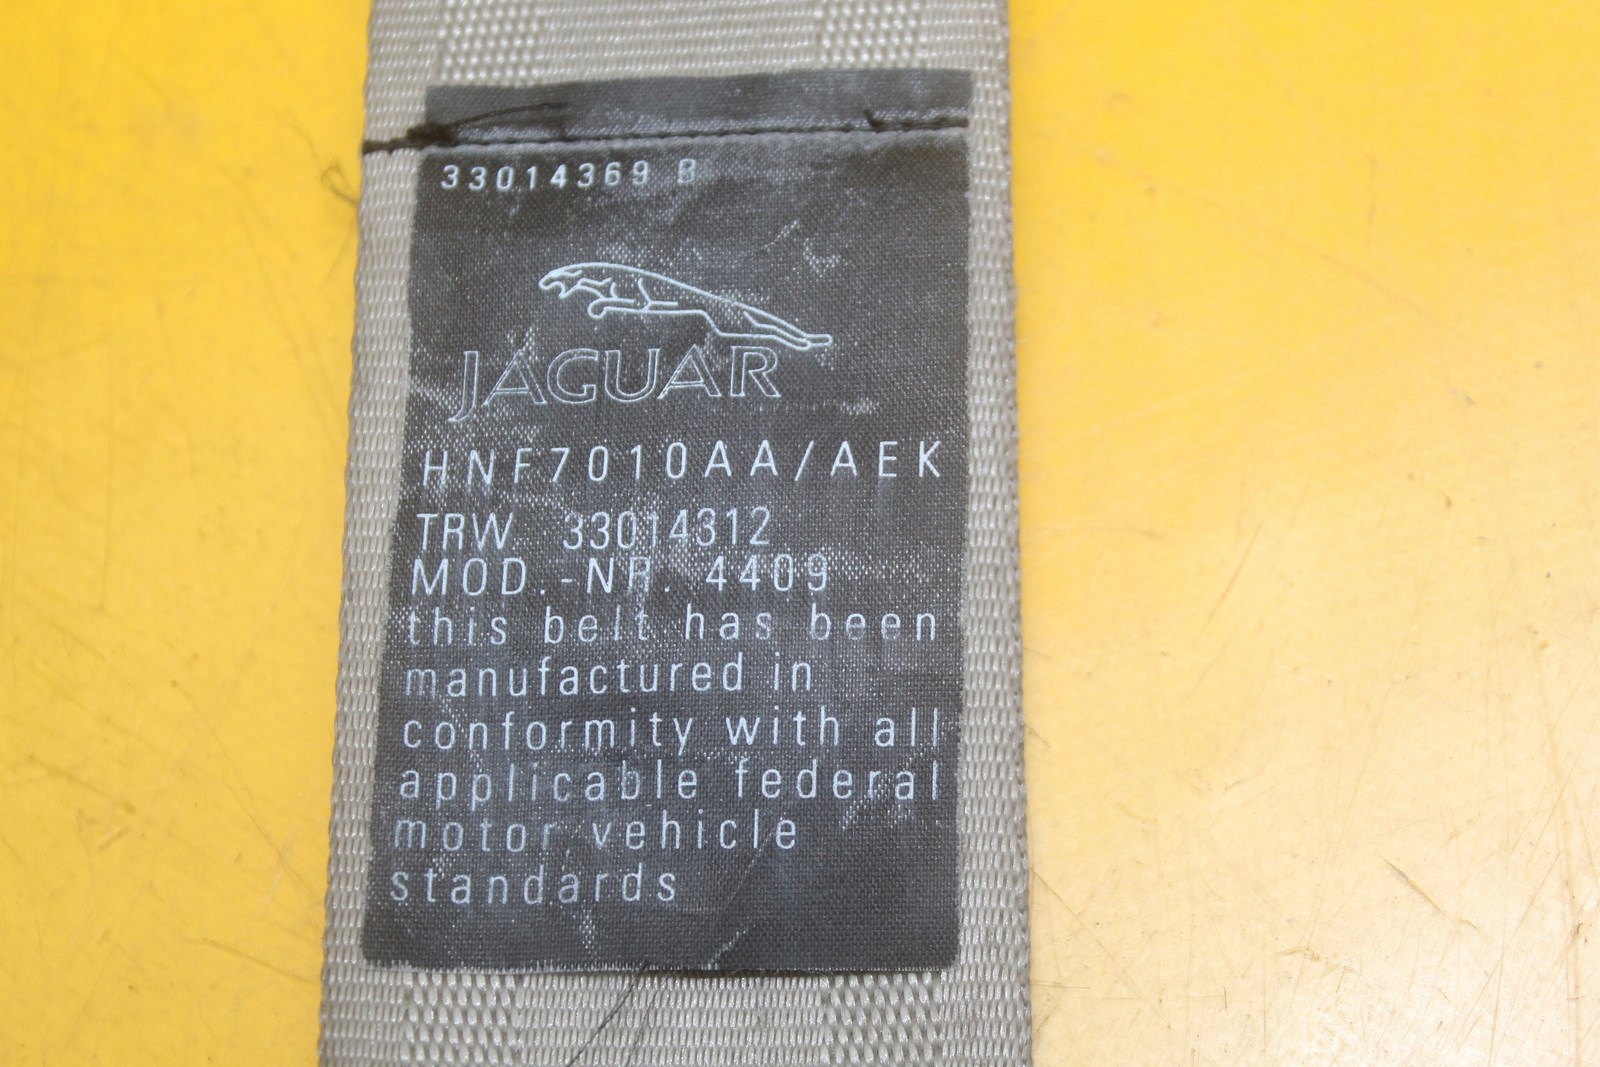 33014369 B
JAGUAR
HNF7010AA/AEK
TRW 33014312
MOD.-NR. 4409
this belt has been
manufactured in
conformity with all
applicable federal
motor vehicle
standards